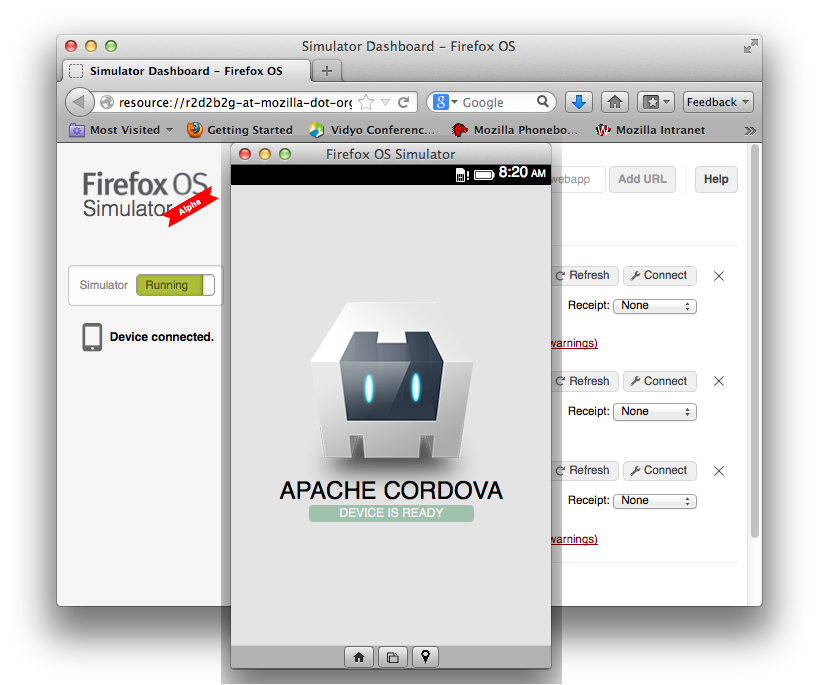 Simulator Dashboard – Firefox OS
Simulator Dashboard – Firefox OS
resource://r2d2b2g-at-mozilla-dot-org
Google
Feedback
Most Visited
Getting Started
Vidyo Conferenc...
Mozilla Phonebo...
Mozilla Intranet
Firefox OS
Simulator
Alpha
Simulator
Running
Device connected.
Firefox OS Simulator
8:20 AM
APACHE CORDOVA
DEVICE IS READY
webapp
Add URL
Help
Refresh
Connect
Receipt: None
warnings)
Refresh
Connect
Receipt: None
Refresh
Connect
Receipt: None
warnings)